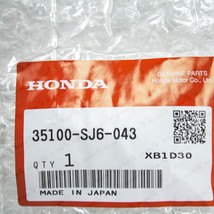 GENUINE PARTS
HONDA
Honda Motor Co., Ltd.
35100-SJ6-043
QTY 1
XB1D30
MADE IN JAPAN